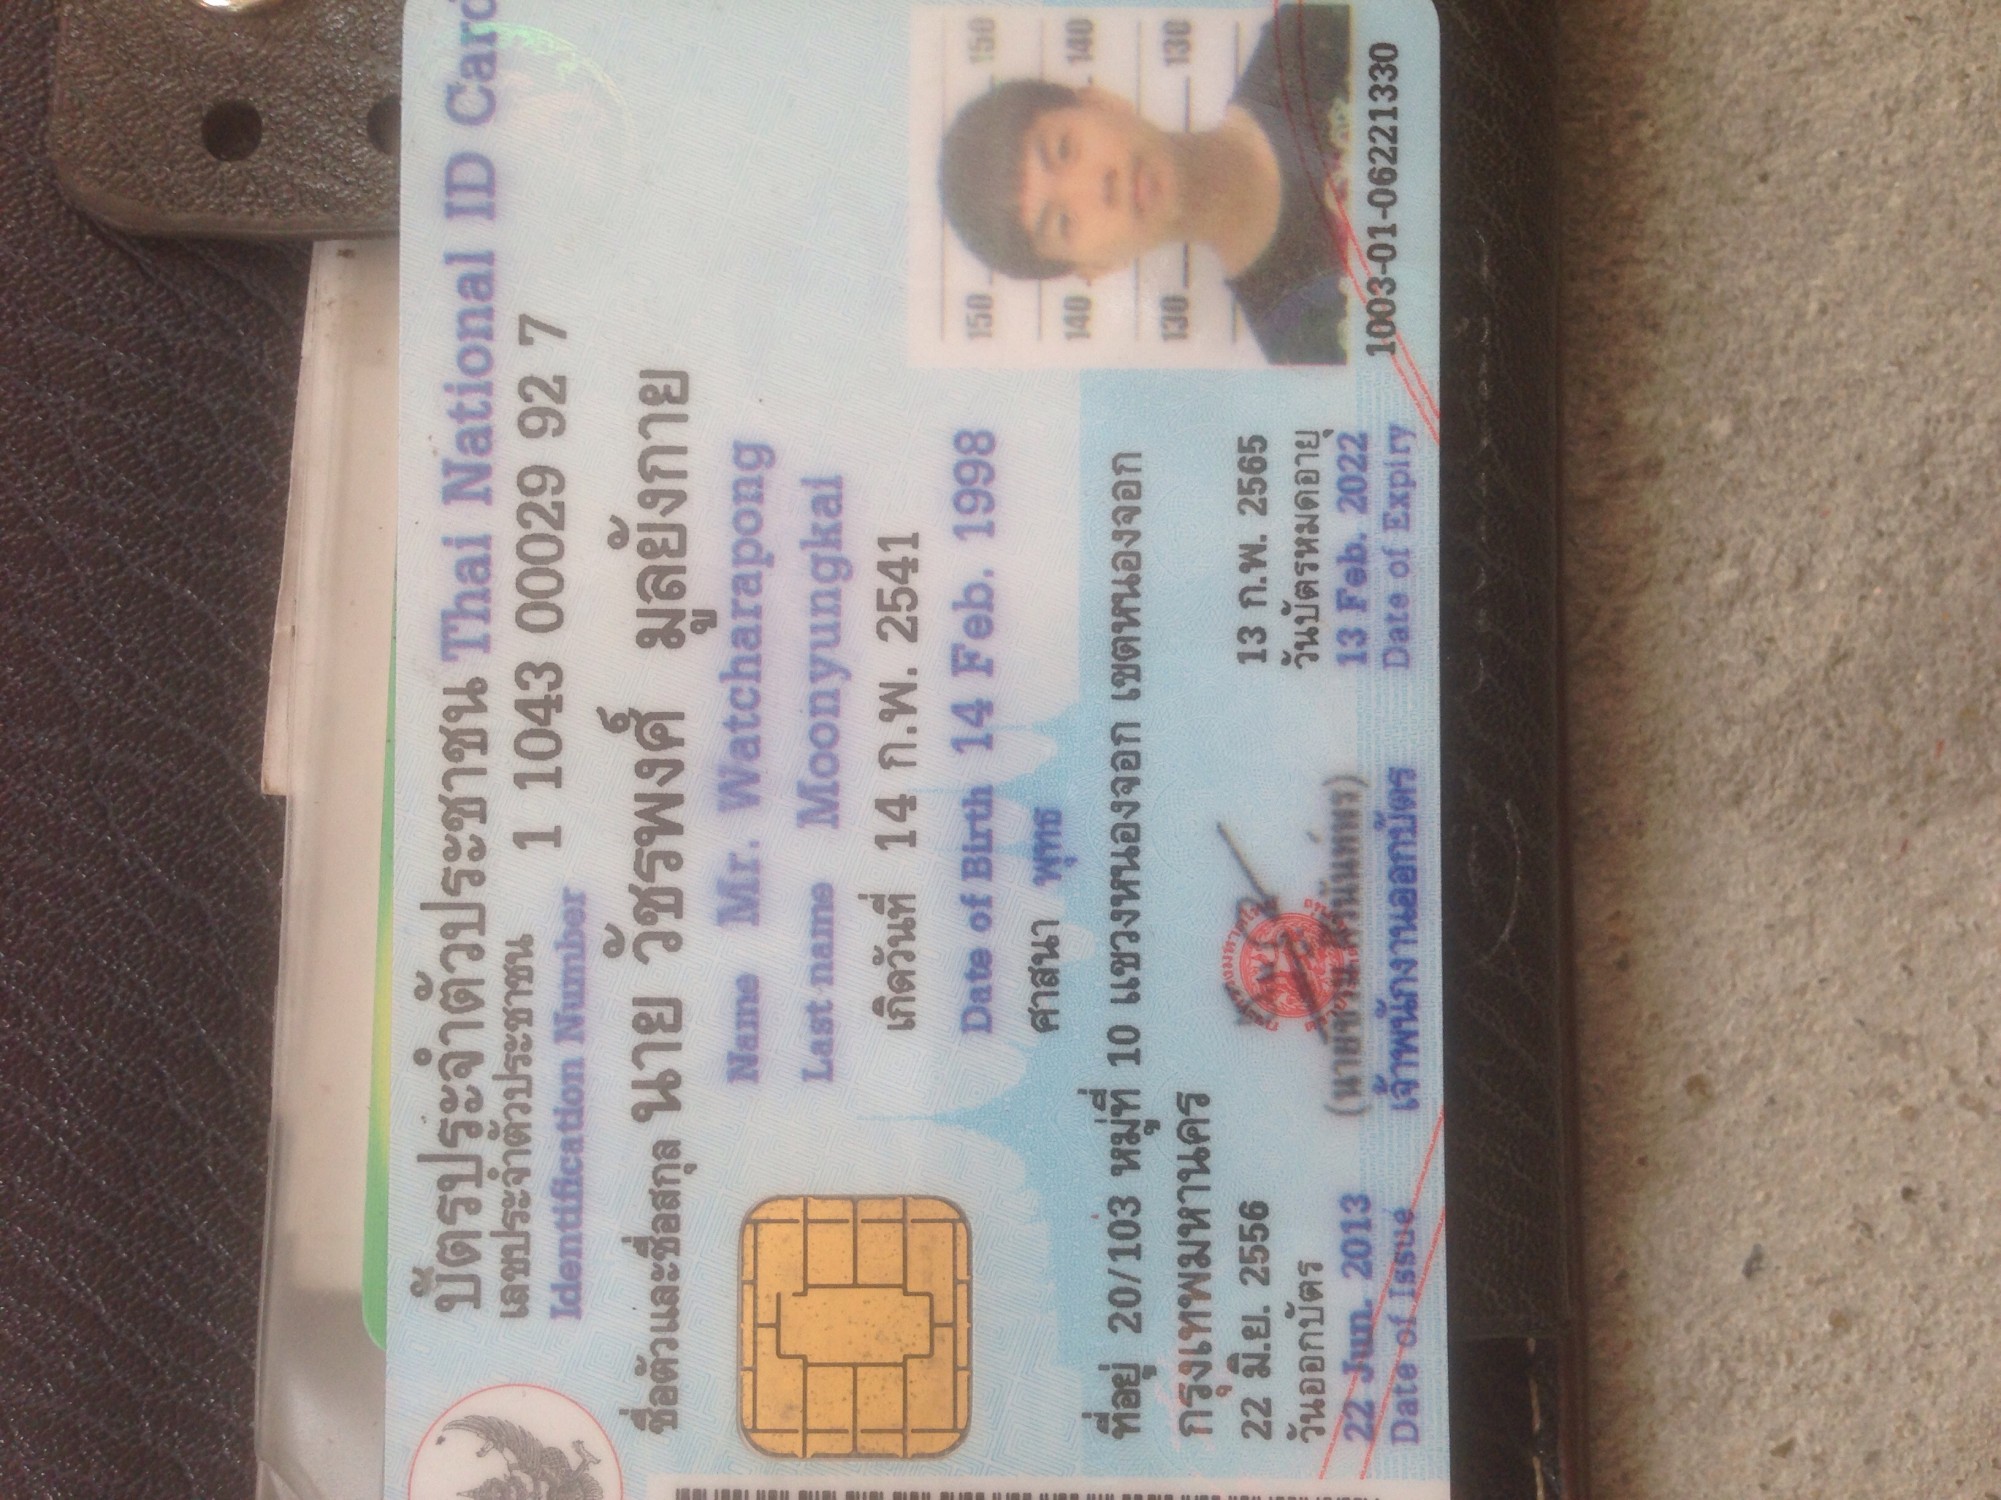 บัตรประจำตัวประชาชน Thai National ID Card
เลขประจำตัวประชาชน 1 1043 00029 92 7
Identification Number
ชื่อตัวและชื่อสกุล นาย วัชรพงศ์ มูลยังกาย
Name Mr. Watcharapong
Last name Moonyungkai
เกิดวันที่ 14 ก.พ. 2541
Date of Birth 14 Feb. 1998
ศาสนา พุทธ
ที่อยู่ 20/103 หมู่ที่ 10 แขวงหนองจอก เขตหนองจอก
กรุงเทพมหานคร
22 มิ.ย. 2556
วันออกบัตร
22 Jun. 2013
Date of Issue
เจ้าพนักงานออกบัตร
13 ก.พ. 2565
วันบัตรหมดอายุ
13 Feb. 2022
Date of Expiry
150 150
140 140
130 130
1003-01-06221330